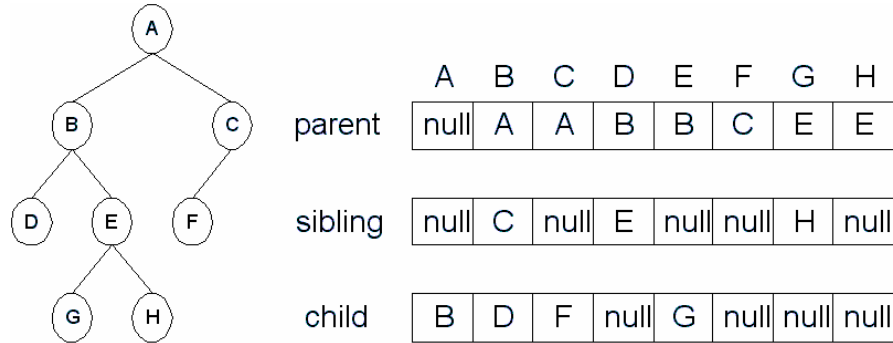 A
B C
D E F
G H
A B C D E F G H
parent null A A B B C E E
sibling null C null E null null H null
child B D F null G null null null